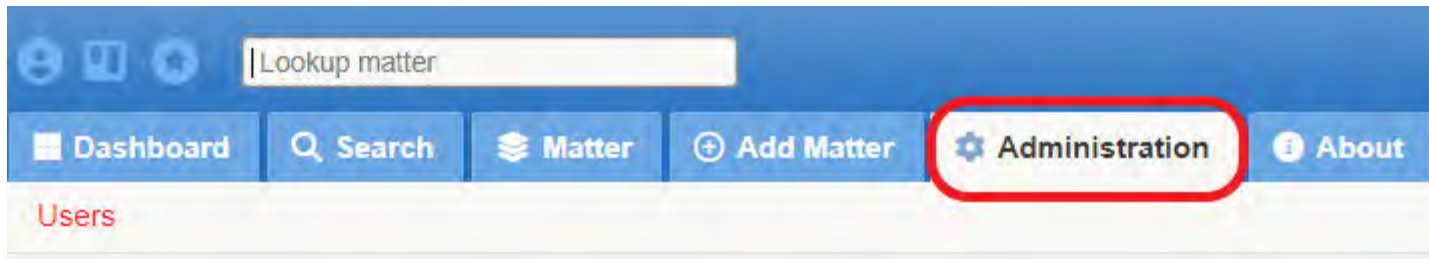 Lookup matter
Dashboard Search Matter Add Matter Administration About
Users